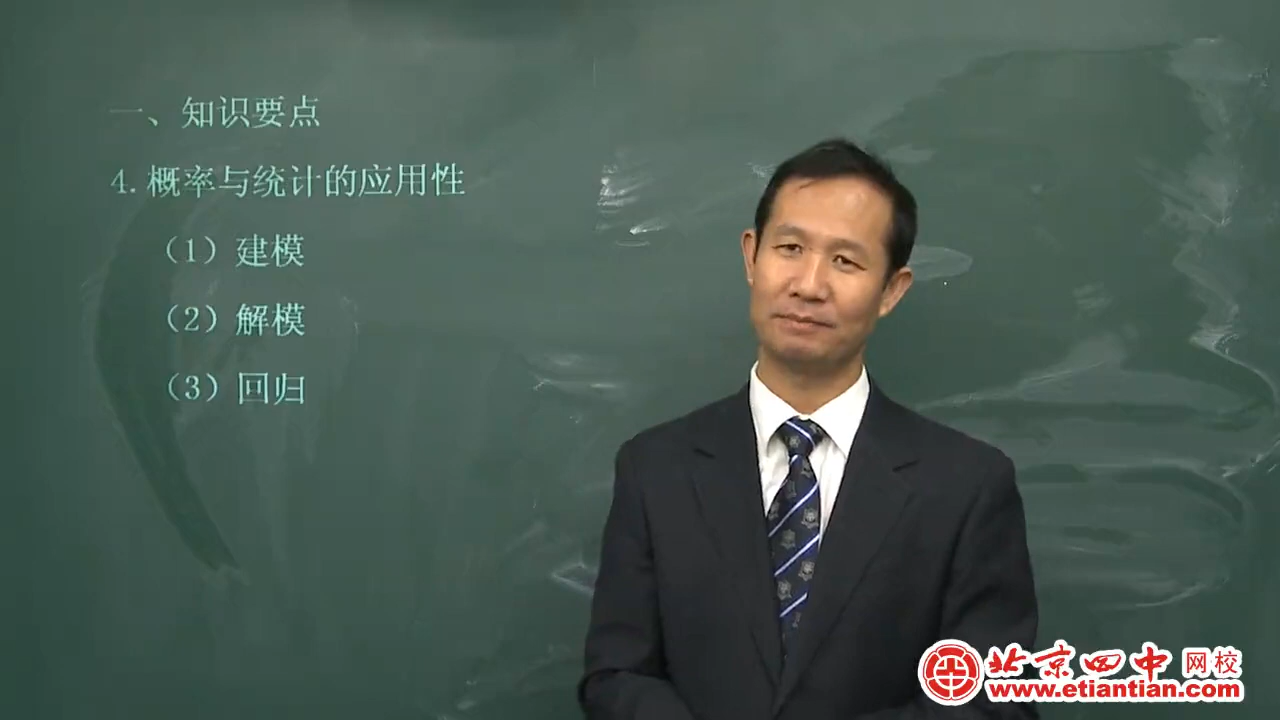 一、知识要点
4.概率与统计的应用性
（1）建模
（2）解模
（3）回归
北京四中网校
www.etiantian.com